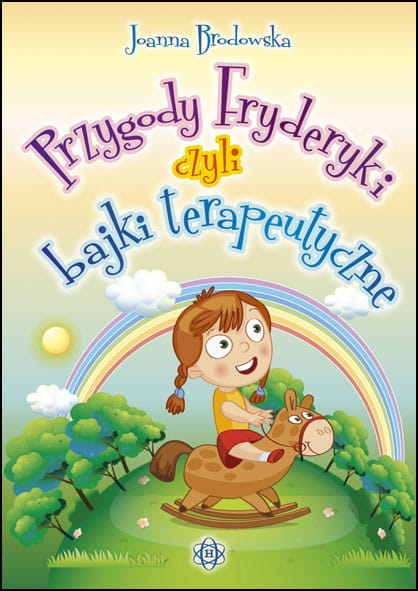 Joanna Brodowska
Przygody Fryderyki
czyli
bajki terapeutyczne
H